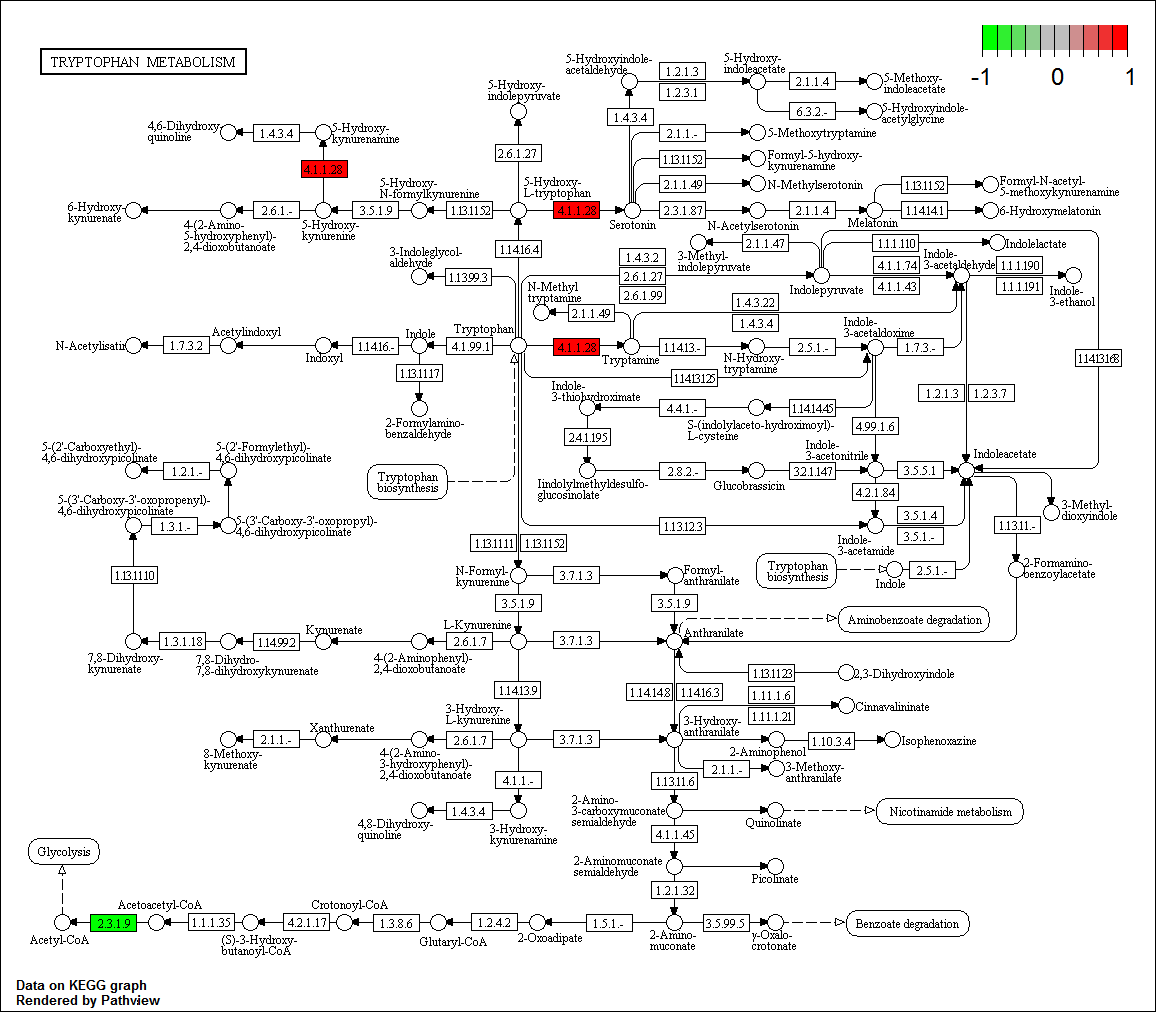 TRYPTOPHAN METABOLISM
-1
0
1
5-Hydroxyindole-
acetaldehyde
1.2.1.3
1.2.3.1
5-Hydroxy-
indoleacetate
2.1.1.4
5-Methoxy-
indoleacetate
6.3.2.-
5-Hydroxyindole-
acetylglycine
5-Hydroxy-
indolepyruvate
1.4.3.4
4,6-Dihydroxy-
quinoline
1.4.3.4
5-Hydroxy-
kynurenamine
2.1.1.-
5-Methoxytryptamine
2.6.1.27
1.13.11.52
Formyl-5-hydroxy-
kynurenamine
4.1.1.28
5-Hydroxy-
N-formylkynurenine
5-Hydroxy-
L-tryptophan
2.1.1.49
N-Methylserotonin
1.13.11.52
Formyl-N-acetyl-
5-methoxykynurenamine
6-Hydroxy-
kynurenate
2.6.1.-
3.5.1.9
1.13.11.52
4.1.1.28
2.3.1.87
2.1.1.4
1.14.14.1
6-Hydroxymelatonin
4-(2-Amino-
5-hydroxyphenyl)-
2,4-dioxobutanoate
5-Hydroxy-
kynurenine
Serotonin
N-Acetylserotonin
Melatonin
3-Indoleglycol-
aldehyde
1.14.16.4
2.1.1.47
3-Methyl-
indolepyruvate
1.1.1.110
Indolelactate
1.13.99.3
1.4.3.2
2.6.1.27
2.6.1.99
Indolepyruvate
4.1.1.74
4.1.1.43
Indole-
3-acetaldehyde
1.1.1.190
1.1.1.191
Indole-
3-ethanol
N-Methyl
tryptamine
2.1.1.49
1.4.3.22
1.4.3.4
Indole-
3-acetaldoxime
N-Acetylisatin
1.7.3.2
Acetylindoxyl
Indoxyl
1.14.16.-
Indole
4.1.99.1
Tryptophan
4.1.1.28
Tryptamine
1.14.13.-
N-Hydroxy-
tryptamine
2.5.1.-
1.7.3.-
1.14.13.168
1.13.11.17
1.14.13.125
2-Formylamino-
benzaldehyde
Indole-
3-thiohydroximate
4.4.1.-
S-(indolylaceto-hydroximoyl)-
L-cysteine
1.14.14.45
1.2.1.3
1.2.3.7
2.4.1.195
4.99.1.6
5-(2'-Carboxyethyl)-
4,6-dihydroxypicolinate
5-(2'-Formylethyl)-
4,6-dihydroxypicolinate
1.2.1.-
Tryptophan
biosynthesis
Iindolylmethyldesulfo-
glucosinolate
2.8.2.-
Glucobrassicin
3.2.1.147
Indole-
3-acetonitrile
3.5.5.1
Indoleacetate
4.2.1.84
5-(3'-Carboxy-3'-oxopropenyl)-
4,6-dihydroxypicolinate
1.3.1.-
5-(3'-Carboxy-3'-oxopropyl)-
4,6-dihydroxypicolinate
1.13.12.3
Indole-
3-acetamide
3.5.1.4
3.5.1.-
3-Methyl-
dioxyindole
1.13.11.-
1.13.11.10
1.13.11.11
1.13.11.52
N-Formyl-
kynurenine
3.7.1.3
Formyl-
anthranilate
Tryptophan
biosynthesis
Indole
2.5.1.-
2-Formamino-
benzoylacetate
3.5.1.9
3.5.1.9
Aminobenzoate degradation
7,8-Dihydroxy-
kynurenate
1.3.1.18
7,8-Dihydro-
7,8-dihydroxykynurenate
1.14.99.2
Kynurenate
4-(2-Aminophenyl)-
2,4-dioxobutanoate
2.6.1.7
L-Kynurenine
3.7.1.3
Anthranilate
1.13.11.23
2,3-Dihydroxyindole
1.14.13.9
1.14.14.8
1.14.16.3
1.11.1.6
1.11.1.21
Cinnavalininate
8-Methoxy-
kynurenate
2.1.1.-
Xanthurenate
4-(2-Amino-
3-hydroxyphenyl)-
2,4-dioxobutanoate
2.6.1.7
3-Hydroxy-
L-kynurenine
3.7.1.3
3-Hydroxy-
anthranilate
2-Aminophenol
1.10.3.4
Isophenoxazine
4.1.1.-
2.1.1.-
3-Methoxy-
anthranilate
1.13.11.6
4,8-Dihydroxy-
quinoline
1.4.3.4
3-Hydroxy-
kynurenamine
2-Amino-
3-carboxymuconate
semialdehyde
Quinolinate
Nicotinamide metabolism
4.1.1.45
Glycolysis
2-Aminomuconate
semialdehyde
Picolinate
1.2.1.32
Acetyl-CoA
2.3.1.9
Acetoacetyl-CoA
1.1.1.35
(S)-3-Hydroxy-
butanoyl-CoA
4.2.1.17
Crotonoyl-CoA
1.3.8.6
Glutaryl-CoA
1.2.4.2
2-Oxoadipate
1.5.1.-
2-Amino-
muconate
3.5.99.5
γ-Oxalo-
crotonate
Benzoate degradation
Data on KEGG graph
Rendered by Pathview